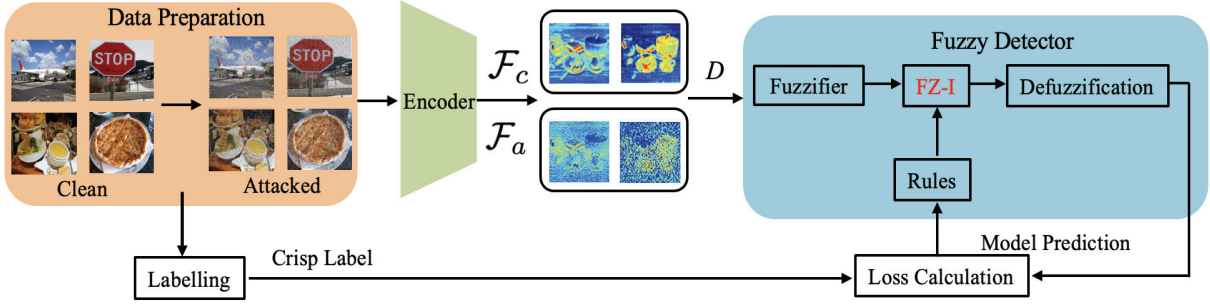 Data Preparation
STOP
STOP
Clean
Attacked
Encoder
𝓕c
𝓕a
D
Fuzzy Detector
Fuzzifier
FZ-I
Defuzzification
Rules
Model Prediction
Labelling
Crisp Label
Loss Calculation